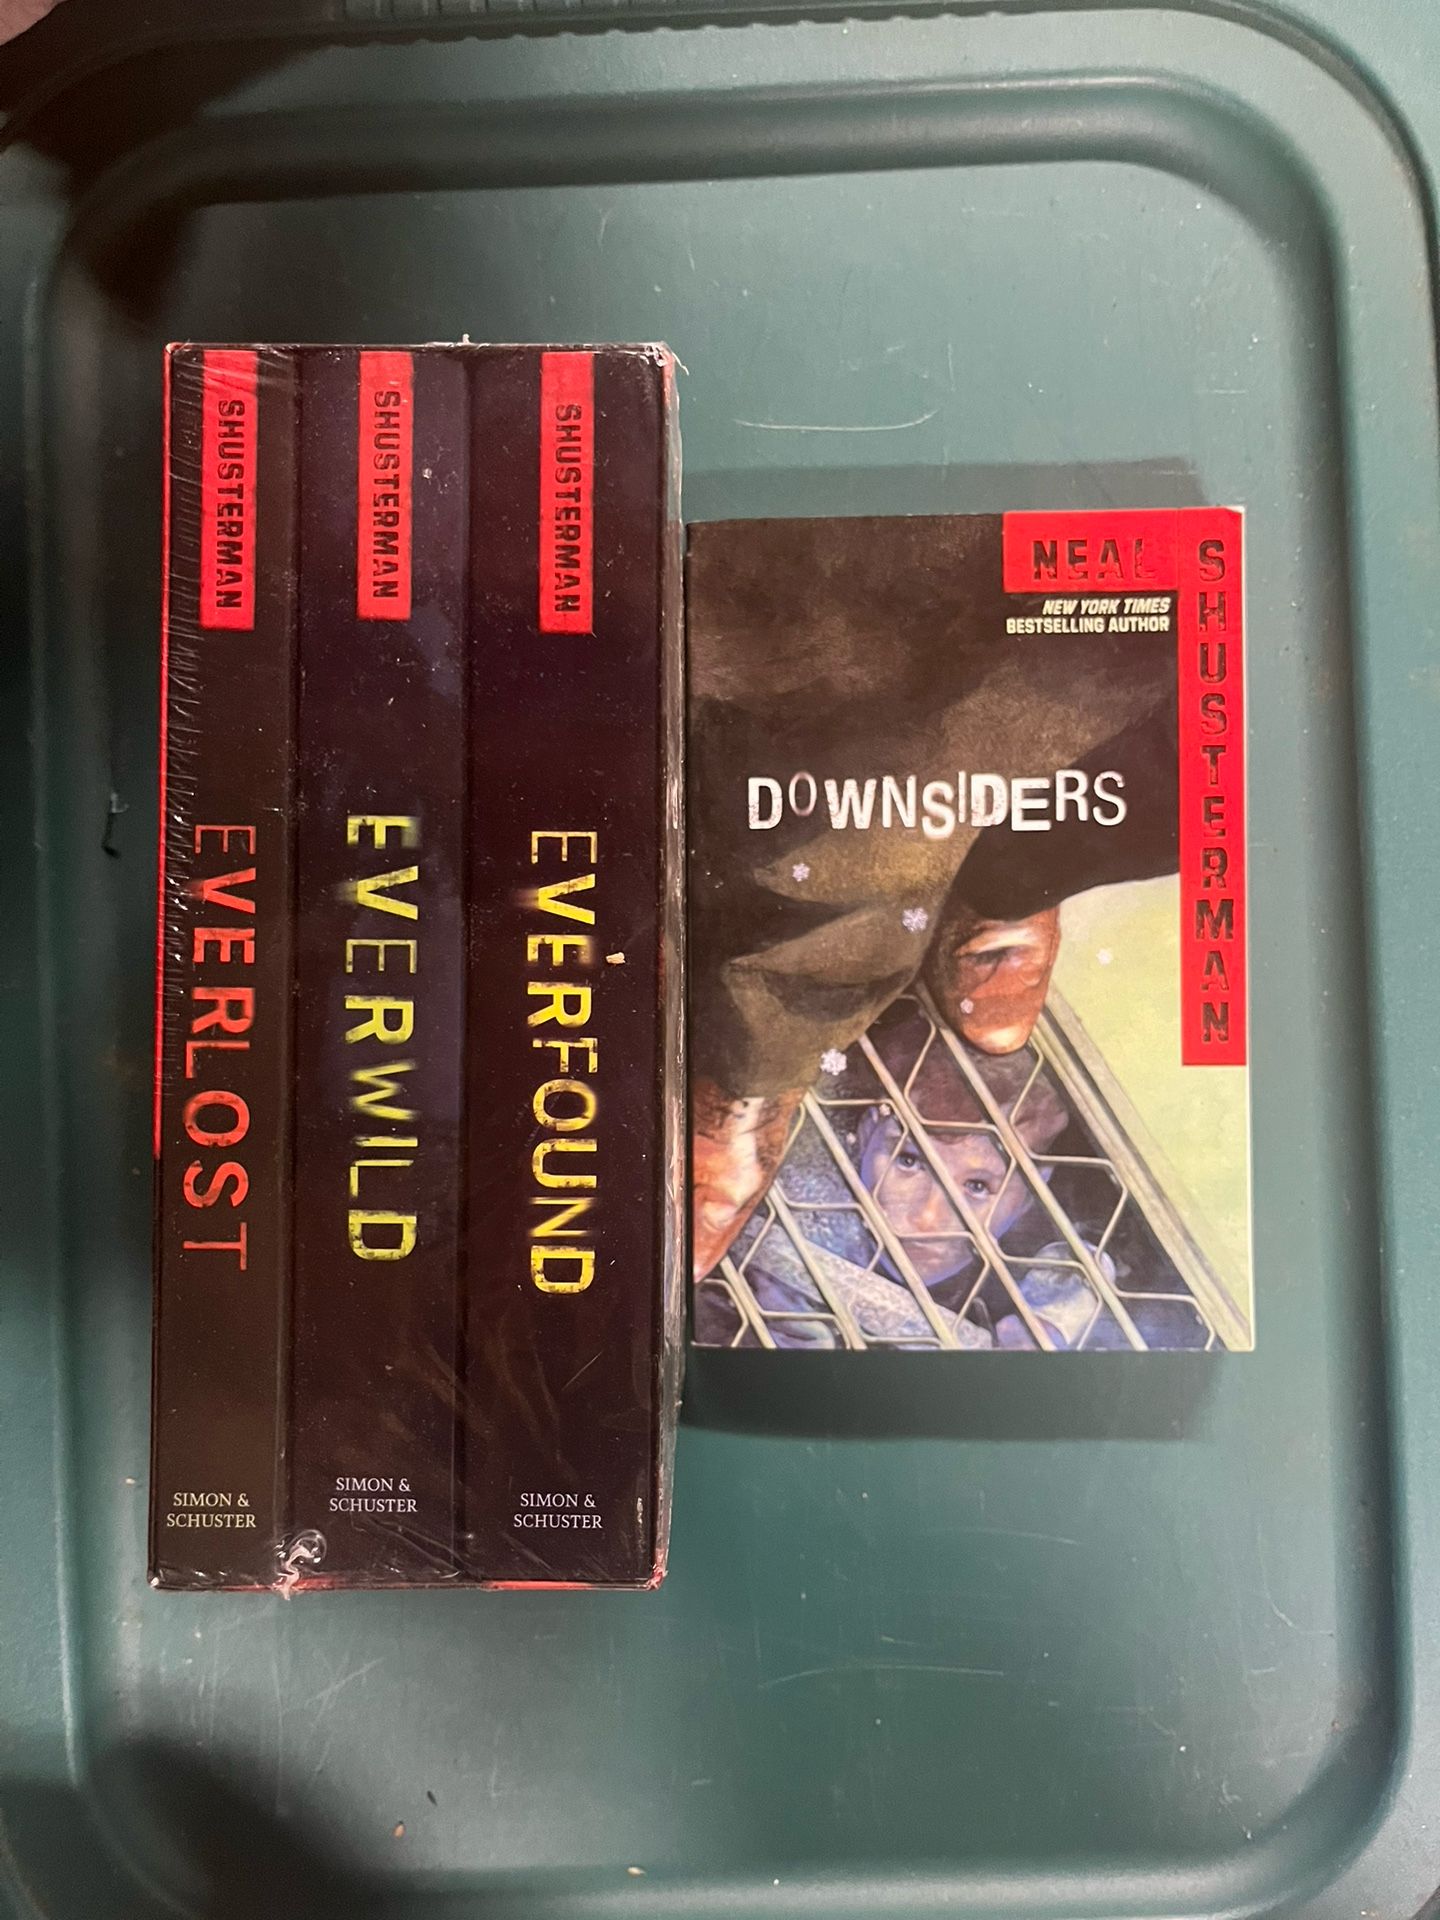 SHUSTERMAN
EVERLOST
SIMON &
SCHUSTER
SHUSTERMAN
EVERWILD
SIMON &
SCHUSTER
SHUSTERMAN
EVERFOUND
SIMON &
SCHUSTER
NEAL
SHUSTERMAN
NEW YORK TIMES
BESTSELLING AUTHOR
DOWNSIDERS